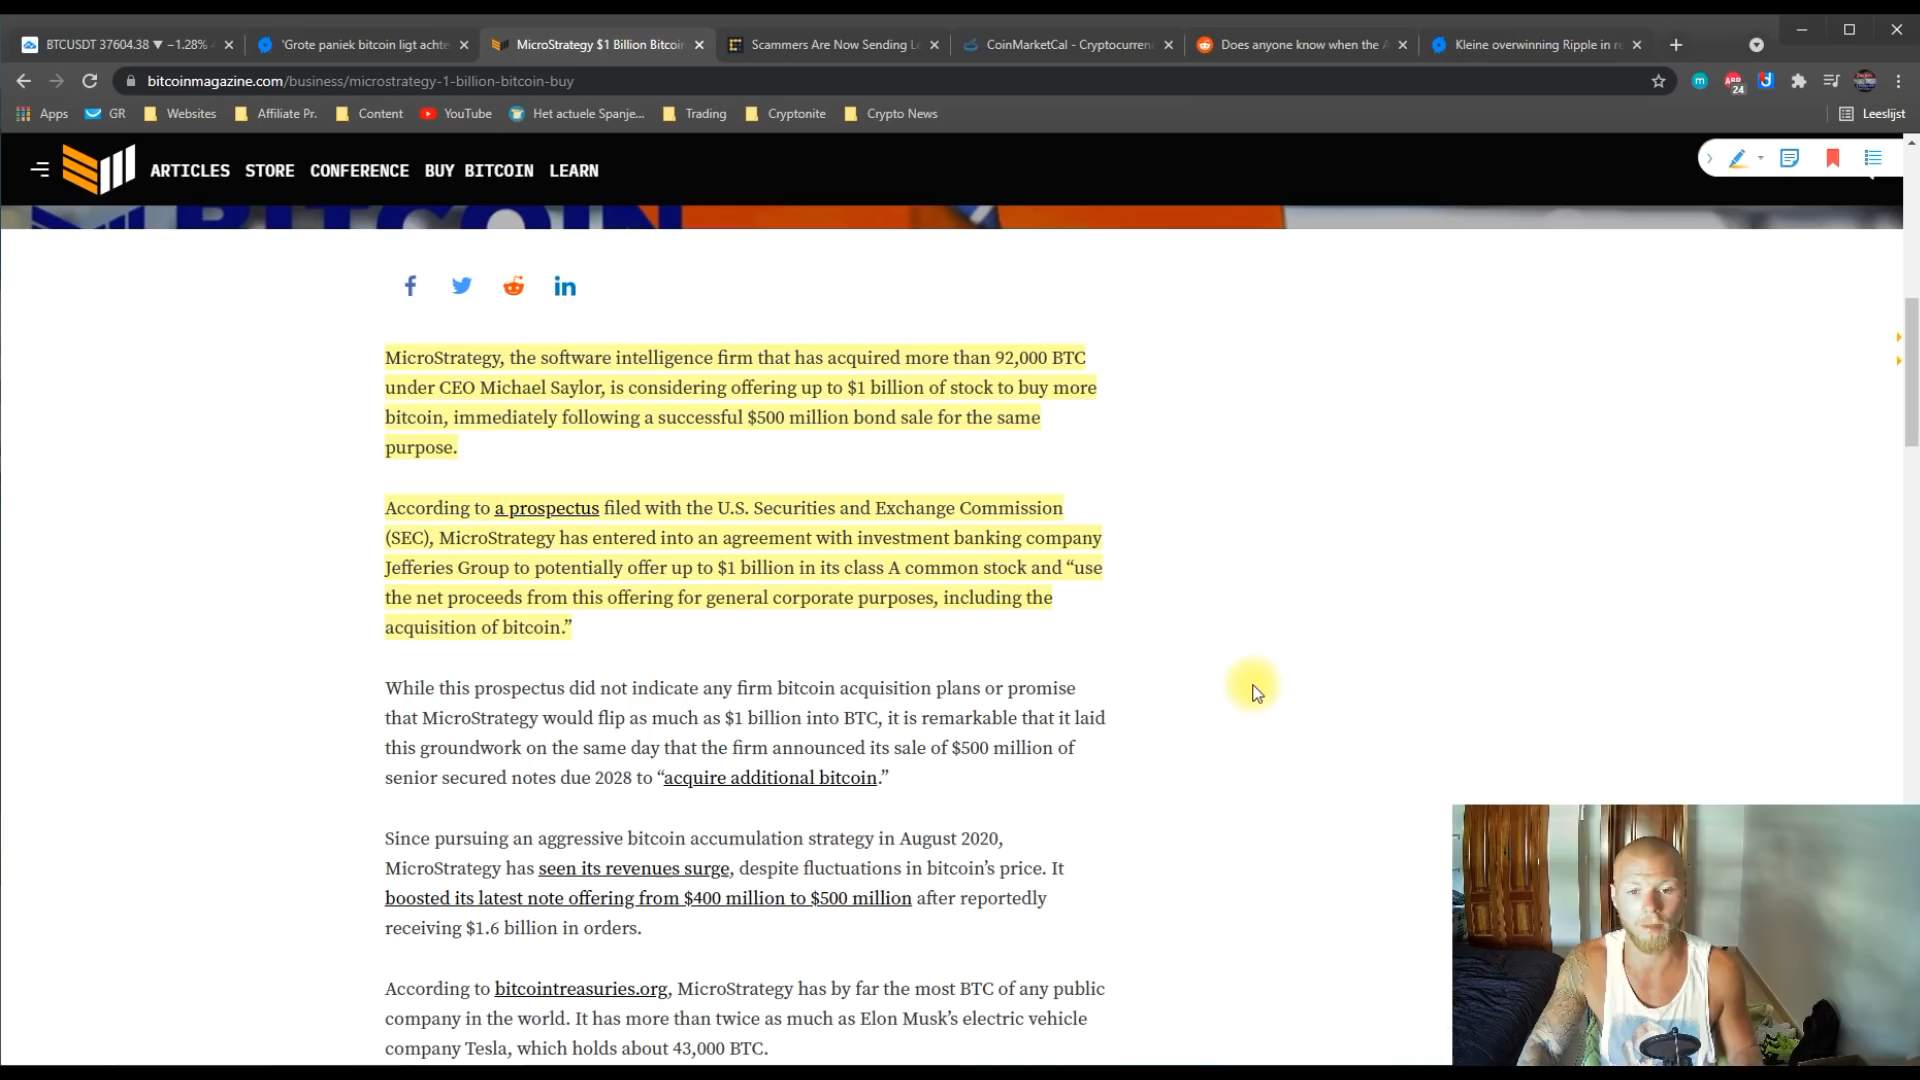 BTCUSDT 37604.38 ▼ −1.28%
'Grote paniek bitcoin ligt achte
MicroStrategy $1 Billion Bitcoin
Scammers Are Now Sending Le
CoinMarketCal - Cryptocurren
Does anyone know when the
Kleine overwinning Ripple in r
bitcoinmagazine.com/business/microstrategy-1-billion-bitcoin-buy
24
Apps
GR
Websites
Affiliate Pr.
Content
YouTube
Het actuele Spanje...
Trading
Cryptonite
Crypto News
Leeslijst
ARTICLES STORE CONFERENCE BUY BITCOIN LEARN
BITCOIN
MicroStrategy, the software intelligence firm that has acquired more than 92,000 BTC
under CEO Michael Saylor, is considering offering up to $1 billion of stock to buy more
bitcoin, immediately following a successful $500 million bond sale for the same
purpose.
According to a prospectus filed with the U.S. Securities and Exchange Commission
(SEC), MicroStrategy has entered into an agreement with investment banking company
Jefferies Group to potentially offer up to $1 billion in its class A common stock and “use
the net proceeds from this offering for general corporate purposes, including the
acquisition of bitcoin.”
While this prospectus did not indicate any firm bitcoin acquisition plans or promise
that MicroStrategy would flip as much as $1 billion into BTC, it is remarkable that it laid
this groundwork on the same day that the firm announced its sale of $500 million of
senior secured notes due 2028 to “acquire additional bitcoin.”
Since pursuing an aggressive bitcoin accumulation strategy in August 2020,
MicroStrategy has seen its revenues surge, despite fluctuations in bitcoin’s price. It
boosted its latest note offering from $400 million to $500 million after reportedly
receiving $1.6 billion in orders.
According to bitcointreasuries.org, MicroStrategy has by far the most BTC of any public
company in the world. It has more than twice as much as Elon Musk’s electric vehicle
company Tesla, which holds about 43,000 BTC.